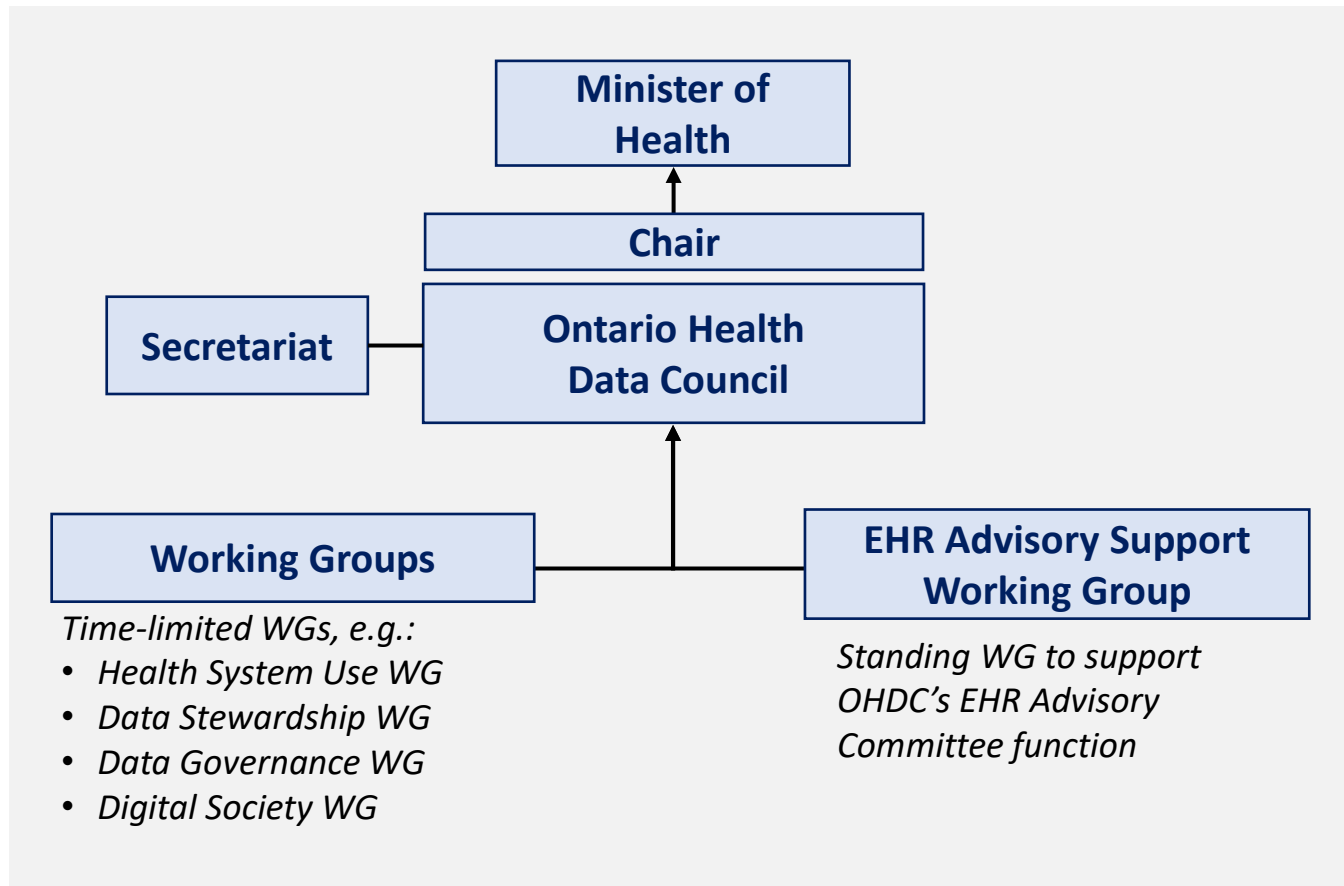 Minister of
Health
Chair
Secretariat
Ontario Health
Data Council
Working Groups
Time-limited WGs, e.g.:
• Health System Use WG
• Data Stewardship WG
• Data Governance WG
• Digital Society WG
EHR Advisory Support
Working Group
Standing WG to support
OHDC’s EHR Advisory
Committee function